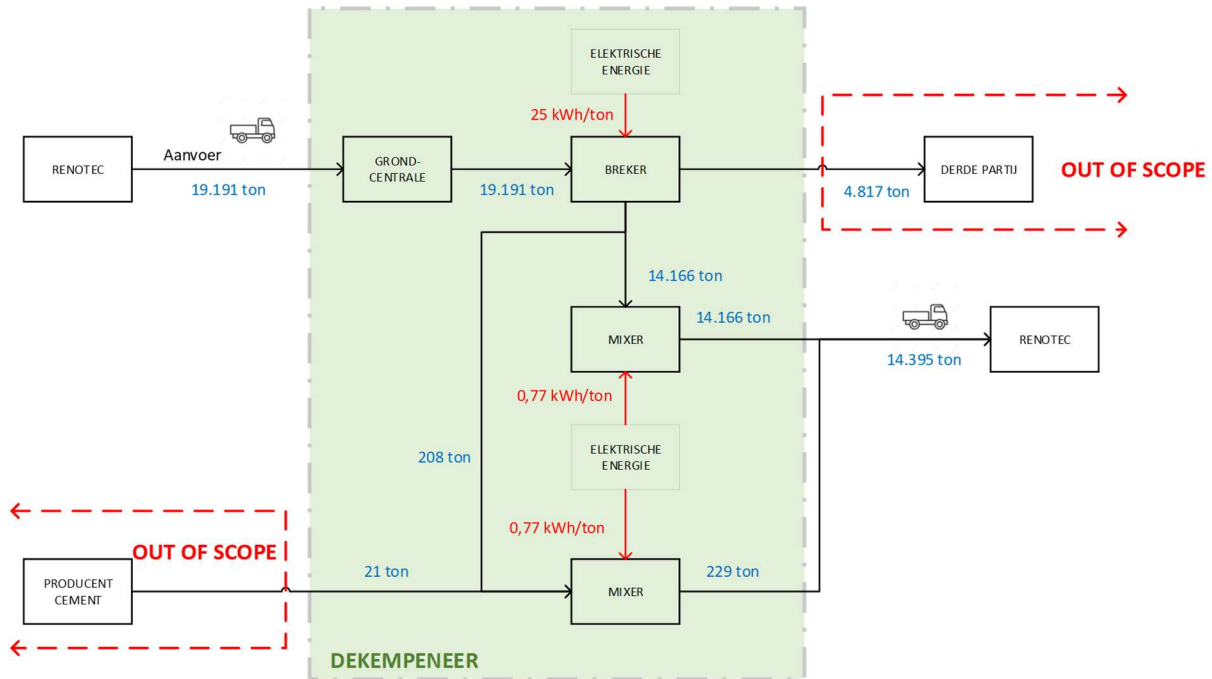 ELEKTRISCHE
ENERGIE
25 kWh/ton
RENOTEC
Aanvoer
19.191 ton
GROND-
CENTRALE
19.191 ton
BREKER
4.817 ton
DERDE PARTIJ
OUT OF SCOPE
14.166 ton
MIXER
14.166 ton
14.395 ton
RENOTEC
0,77 kWh/ton
ELEKTRISCHE
ENERGIE
208 ton
0,77 kWh/ton
OUT OF SCOPE
PRODUCENT
CEMENT
21 ton
MIXER
229 ton
DEKEMPENEER